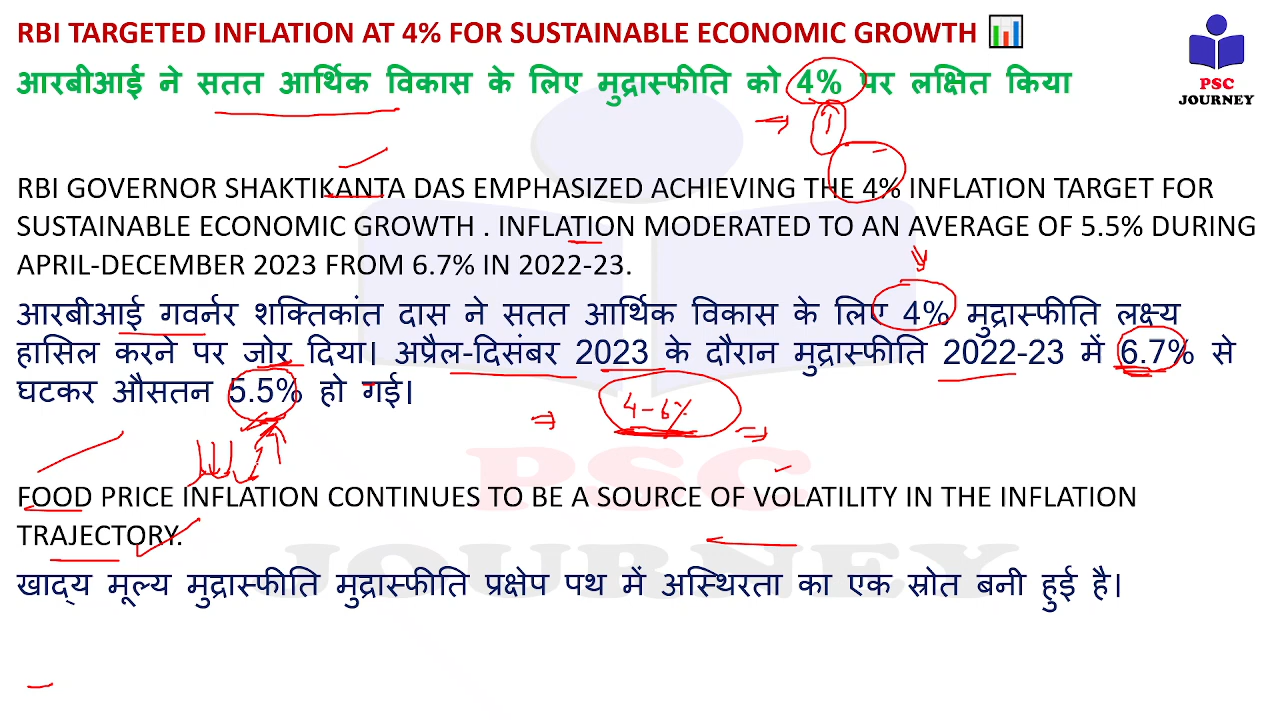 RBI TARGETED INFLATION AT 4% FOR SUSTAINABLE ECONOMIC GROWTH
आरबीआई ने सतत आर्थिक विकास के लिए मुद्रास्फीति को 4% पर लक्षित किया
PSC
JOURNEY
RBI GOVERNOR SHAKTIKANTA DAS EMPHASIZED ACHIEVING THE 4% INFLATION TARGET FOR
SUSTAINABLE ECONOMIC GROWTH . INFLATION MODERATED TO AN AVERAGE OF 5.5% DURING
APRIL-DECEMBER 2023 FROM 6.7% IN 2022-23.
आरबीआई गवर्नर शक्तिकांत दास ने सतत आर्थिक विकास के लिए 4% मुद्रास्फीति लक्ष्य
हासिल करने पर जोर दिया। अप्रैल-दिसंबर 2023 के दौरान मुद्रास्फीति 2022-23 में 6.7% से
घटकर औसतन 5.5% हो गई।
4-6%
PSC
JOURNEY
FOOD PRICE INFLATION CONTINUES TO BE A SOURCE OF VOLATILITY IN THE INFLATION
TRAJECTORY.
खाद्य मूल्य मुद्रास्फीति मुद्रास्फीति प्रक्षेप पथ में अस्थिरता का एक स्रोत बनी हुई है।